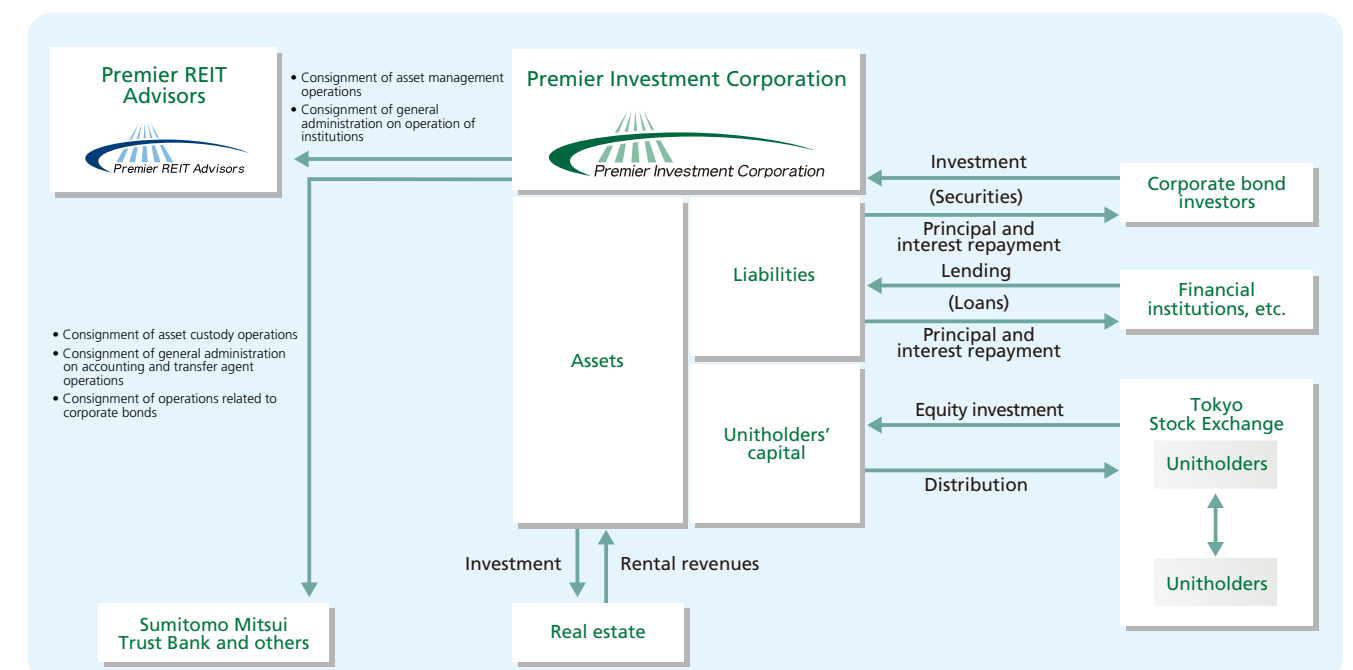 Premier REIT
Advisors
Premier REIT Advisors
• Consignment of asset management
operations
• Consignment of general
administration on operation of
institutions
Premier Investment Corporation
Premier Investment Corporation
Investment
(Securities)
Principal and
interest repayment
Corporate bond
investors
Liabilities
Lending
(Loans)
Principal and
interest repayment
Financial
institutions, etc.
• Consignment of asset custody operations
• Consignment of general administration
on accounting and transfer agent
operations
• Consignment of operations related to
corporate bonds
Assets
Unitholders’
capital
Equity investment
Distribution
Tokyo
Stock Exchange
Unitholders
Unitholders
Investment
Rental revenues
Sumitomo Mitsui
Trust Bank and others
Real estate